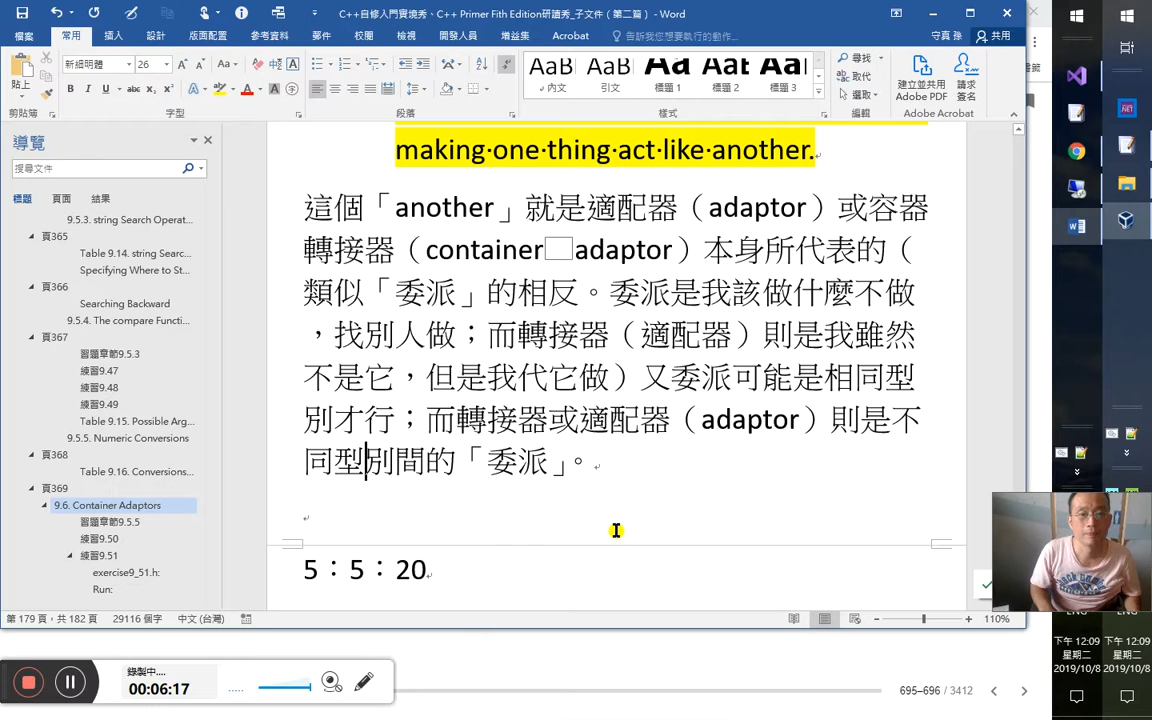 C++自修入門實境秀、C++ Primer Fith Edition研讀秀_子文件（第二篇） - Word
檔案 常用 插入 設計 版面配置 參考資料 郵件 校閱 檢視 開發人員 增益集 Acrobat 告訴我您想要執行的動作... 守真 孫 共用
貼上
新細明體 26
尋找
取代
選取
AaB 內文
AaB 引文
Aa 標題 1
AaB 標題 2
Aa 標題 3
建立並共用 Adobe PDF
請求 簽名
剪貼簿 字型 段落 樣式 編輯 Adobe Acrobat
導覽
搜尋文件
標題 頁面 結果
9.5.3. string Search Operat...
頁365
Table 9.14. string Searc...
Specifying Where to St...
頁366
Searching Backward
9.5.4. The compare Functi...
頁367
習題章節9.5.3
練習9.47
練習9.48
練習9.49
Table 9.15. Possible Arg...
9.5.5. Numeric Conversions
頁368
Table 9.16. Conversions...
頁369
9.6. Container Adaptors
習題章節9.5.5
練習9.50
練習9.51
exercise9_51.h:
Run:
making·one·thing·act·like·another.
這個「another」就是適配器（adaptor）或容器
轉接器（container adaptor）本身所代表的（
類似「委派」的相反。委派是我該做什麼不做
，找別人做；而轉接器（適配器）則是我雖然
不是它，但是我代它做）又委派可能是相同型
別才行；而轉接器或適配器（adaptor）則是不
同型別間的「委派」。
5：5：20
第 179 頁，共 182 頁 29116 個字 中文 (台灣) 110%
錄製中...
00:06:17
695–696 / 3412
ENG ENG
下午 12:09 下午 12:09
星期二 星期二
2019/10/8 2019/10/8